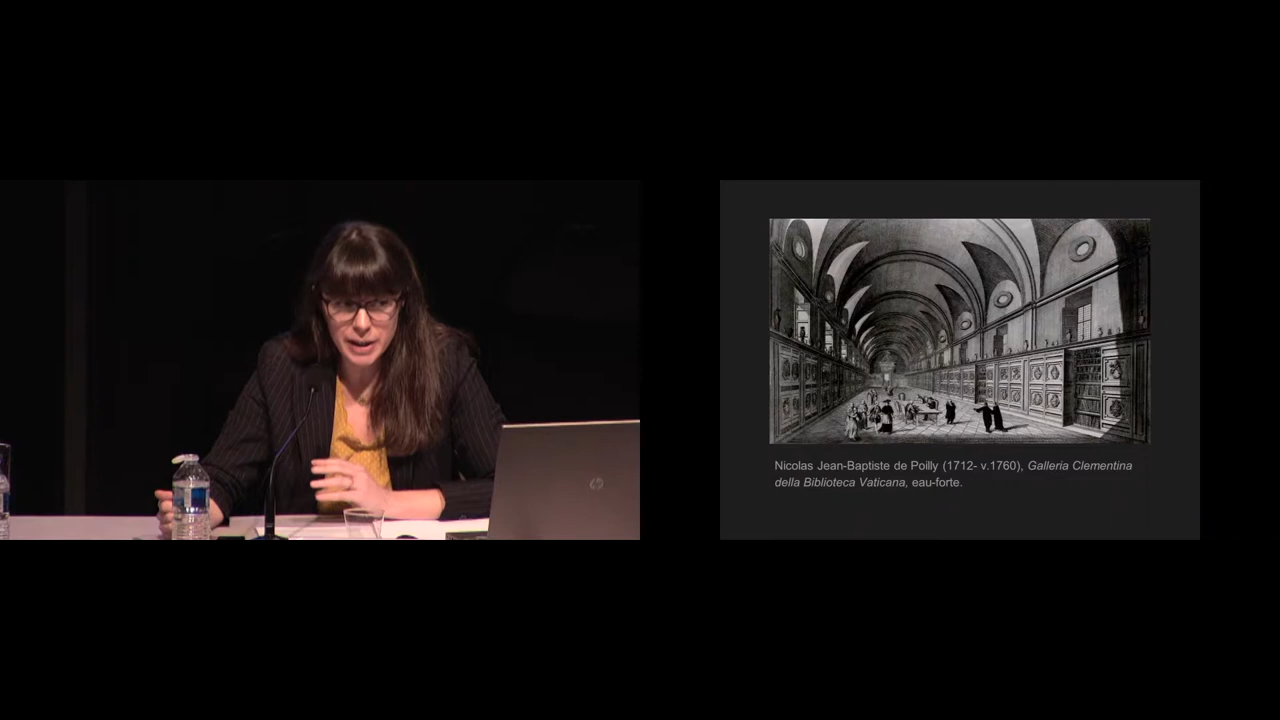 Nicolas Jean-Baptiste de Poilly (1712- v.1760), Galleria Clementina
della Biblioteca Vaticana, eau-forte.